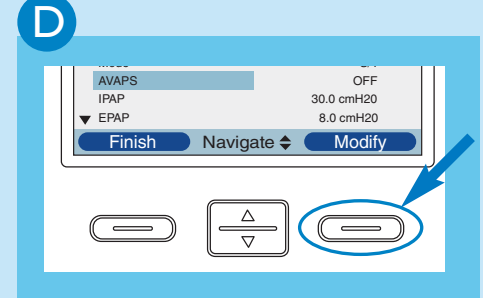 D
AVAPS OFF
IPAP 30.0 cmH20
EPAP 8.0 cmH20
Finish Navigate Modify